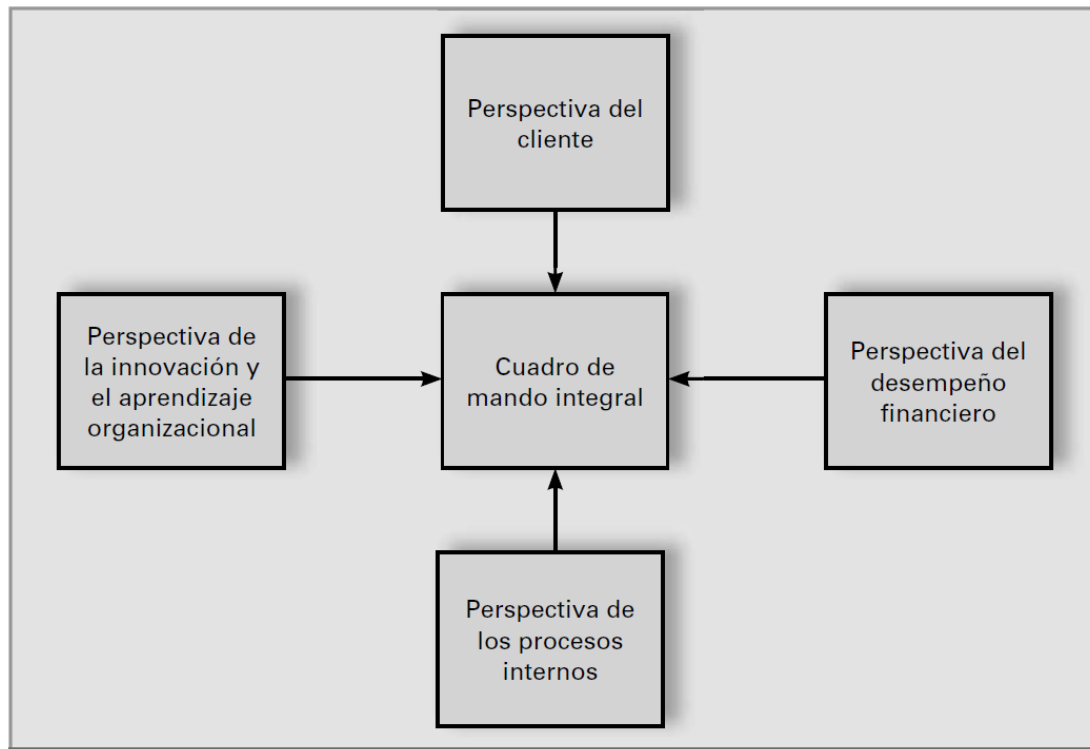 Perspectiva del
cliente
Perspectiva de
la innovación y
el aprendizaje
organizacional
Cuadro de
mando integral
Perspectiva del
desempeño
financiero
Perspectiva de
los procesos
internos